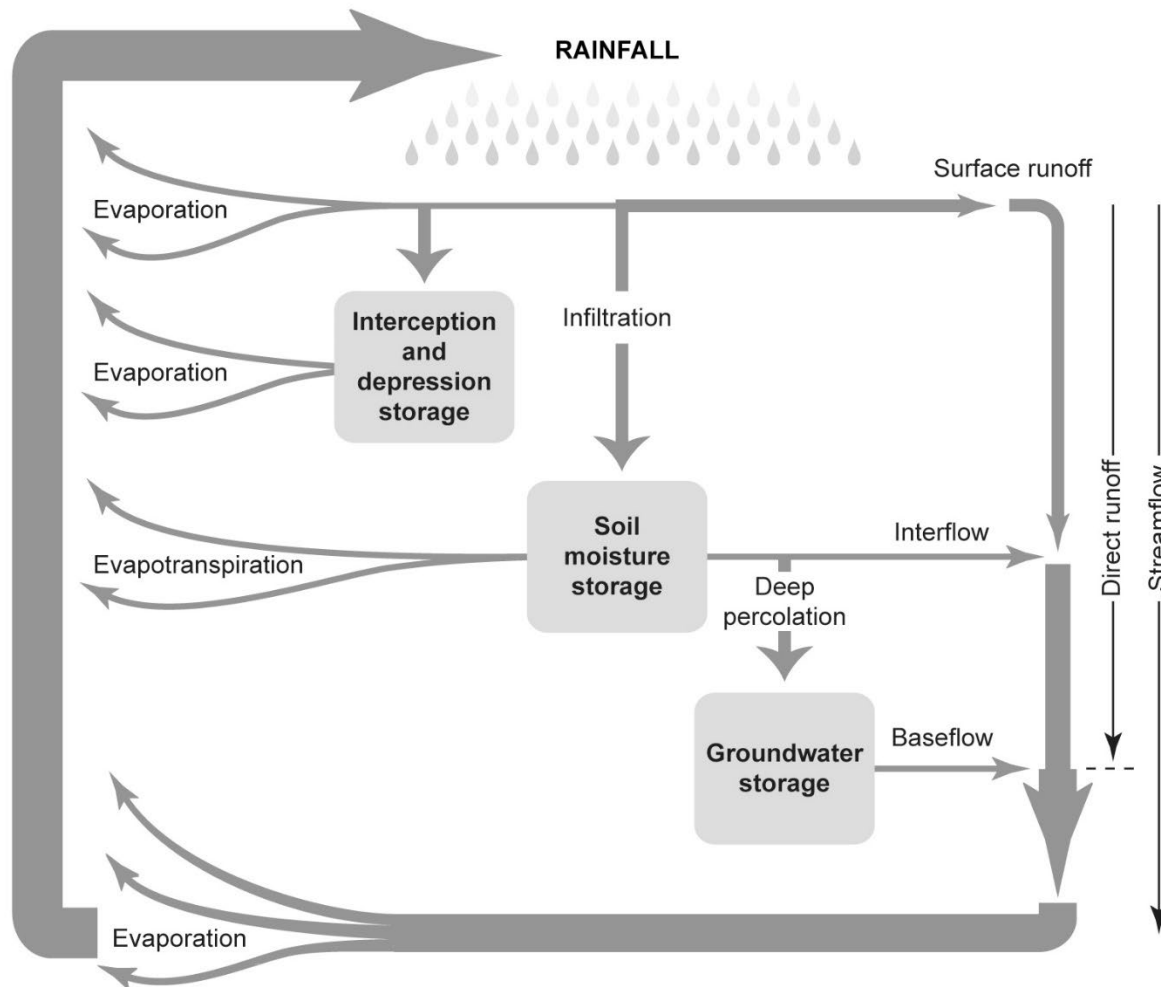 RAINFALL
Surface runoff
Evaporation
Interception
and
depression
storage
Infiltration
Evaporation
Soil
moisture
storage
Interflow
Evapotranspiration
Deep
percolation
Direct runoff
Streamflow
Groundwater
storage
Baseflow
Evaporation